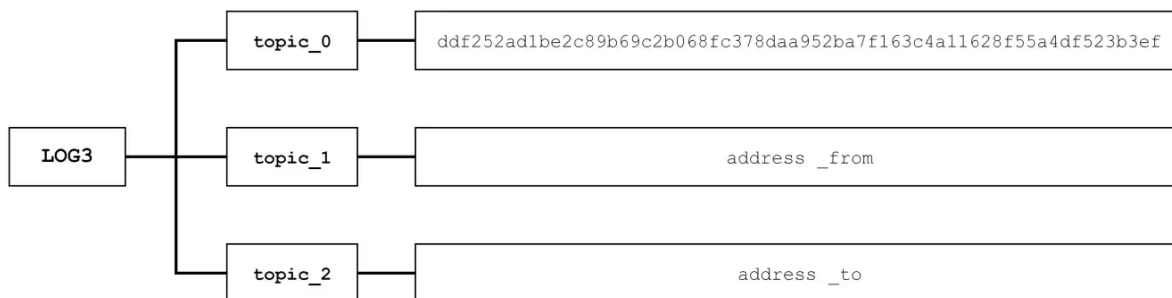 topic_0
ddf252ad1be2c89b69c2b068fc378daa952ba7f163c4a11628f55a4df523b3ef
LOG3
topic_1
address _from
topic_2
address _to